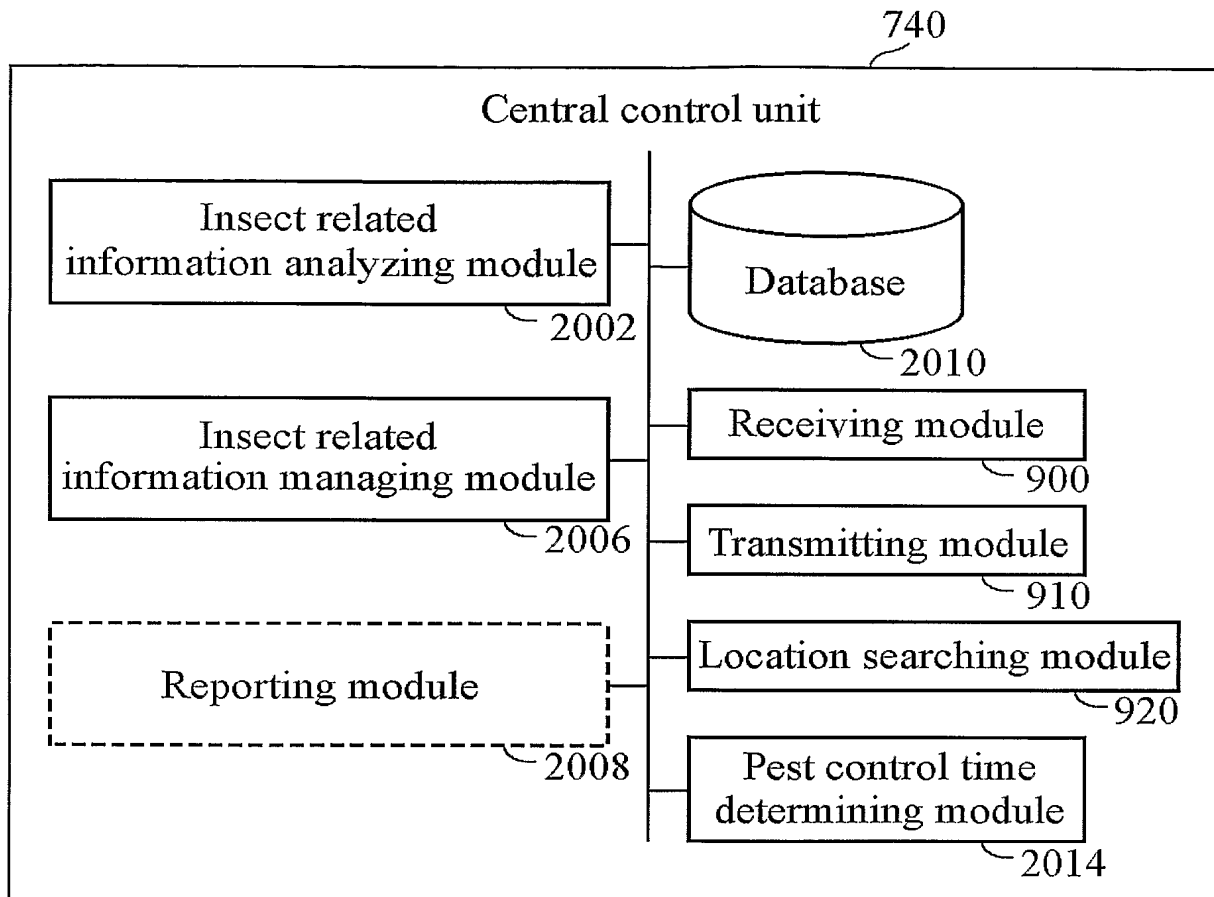 740
Central control unit
Insect related
information analyzing module
2002
Database
2010
Insect related
information managing module
2006
Receiving module
900
Transmitting module
910
Reporting module
2008
Location searching module
920
Pest control time
determining module
2014